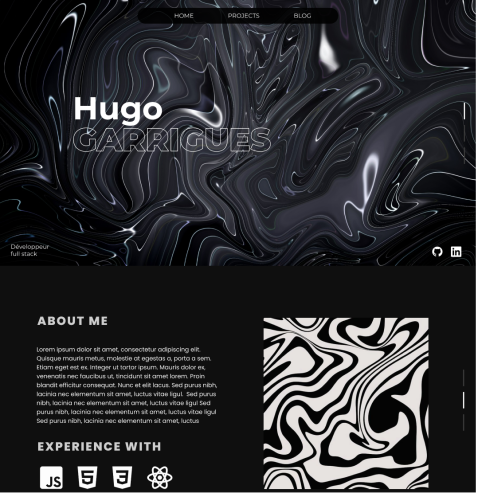 HOME PROJECTS BLOG
Hugo
GARRIGUES
Développeur
full stack
in
ABOUT ME
Lorem ipsum dolor sit amet, consectetur adipiscing elit.
Quisque mauris metus, molestie at egestas a, porta a sem.
Etiam eget est ex. Integer ut tortor ipsum. Mauris dolor ex,
venenatis nec faucibus ut, tincidunt sit amet lorem. Proin
blandit efficitur consequat. Nunc et elit lacus. Sed purus nibh,
lacinia nec elementum sit amet, luctus vitae ligul. Sed purus
nibh, lacinia nec elementum sit amet, luctus vitae ligul Sed
purus nibh, lacinia nec elementum sit amet, luctus vitae ligul
Sed purus nibh, lacinia nec elementum sit amet, luctus
EXPERIENCE WITH
JS 5 3